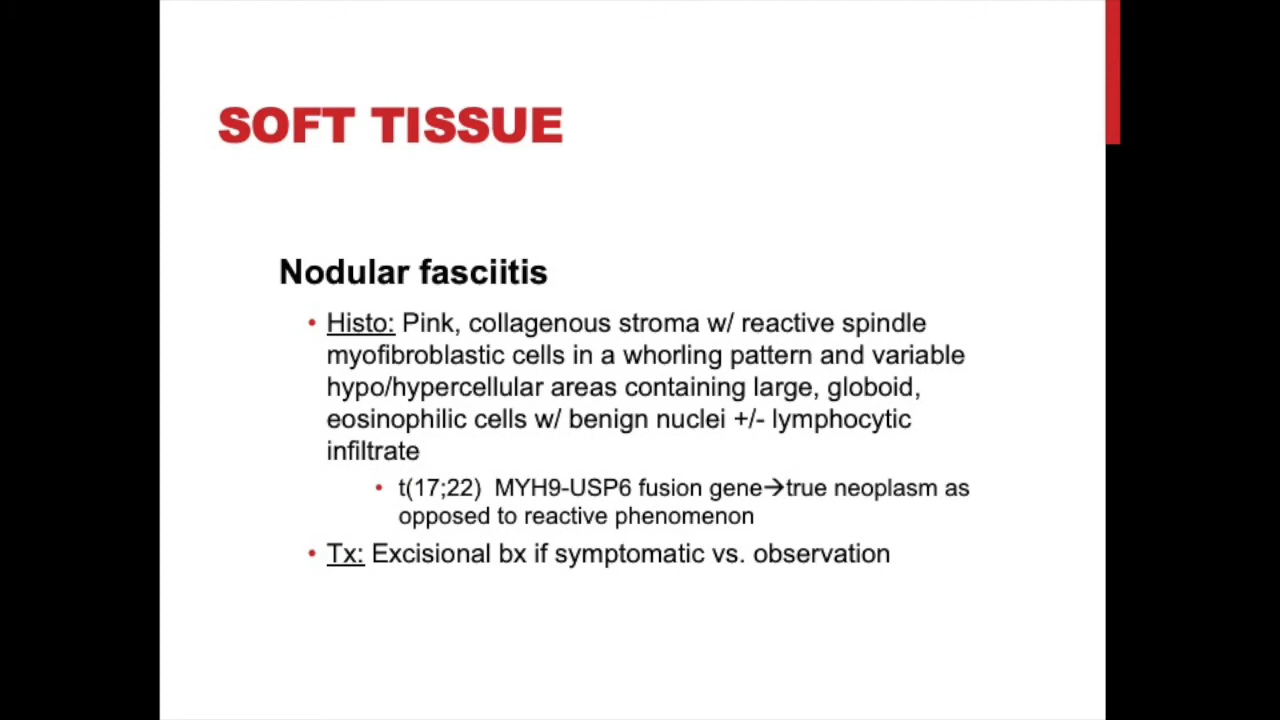 SOFT TISSUE
Nodular fasciitis
• Histo: Pink, collagenous stroma w/ reactive spindle
myofibroblastic cells in a whorling pattern and variable
hypo/hypercellular areas containing large, globoid,
eosinophilic cells w/ benign nuclei +/- lymphocytic
infiltrate
• t(17;22) MYH9-USP6 fusion gene→true neoplasm as
opposed to reactive phenomenon
• Tx: Excisional bx if symptomatic vs. observation